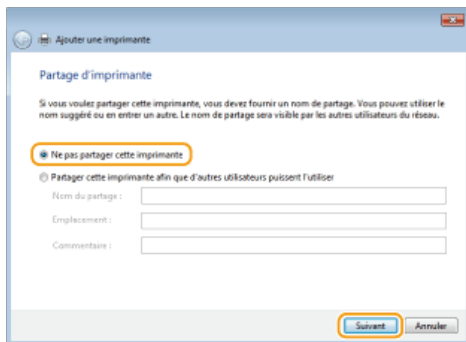 Ajouter une imprimante
Partage d'imprimante
Si vous voulez partager cette imprimante, vous devez fournir un nom de partage. Vous pouvez utiliser le
nom suggéré ou en entrer un autre. Le nom de partage sera visible par les autres utilisateurs du réseau.
Ne pas partager cette imprimante
Partager cette imprimante afin que d'autres utilisateurs puissent l'utiliser
Nom du partage :
Emplacement :
Commentaire :
Suivant
Annuler